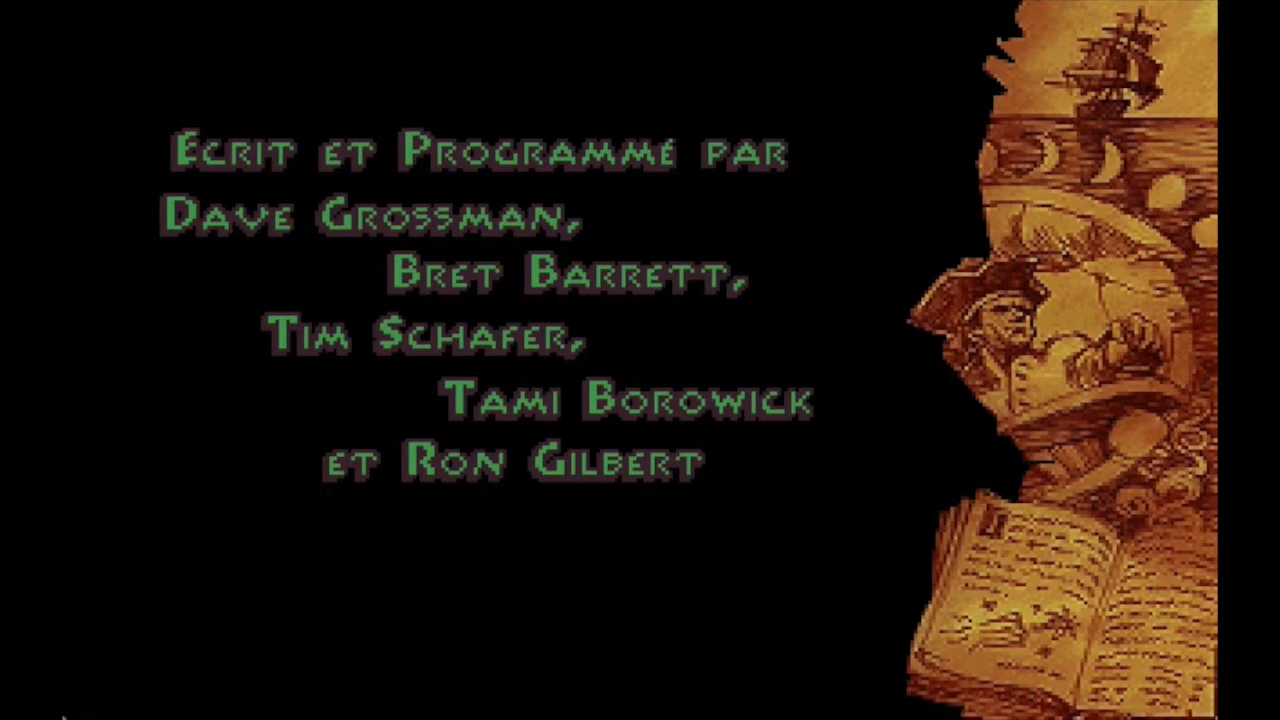 Ecrit et Programmé par
Dave Grossman,
Bret Barrett,
Tim Schafer,
Tami Borowick
et Ron Gilbert